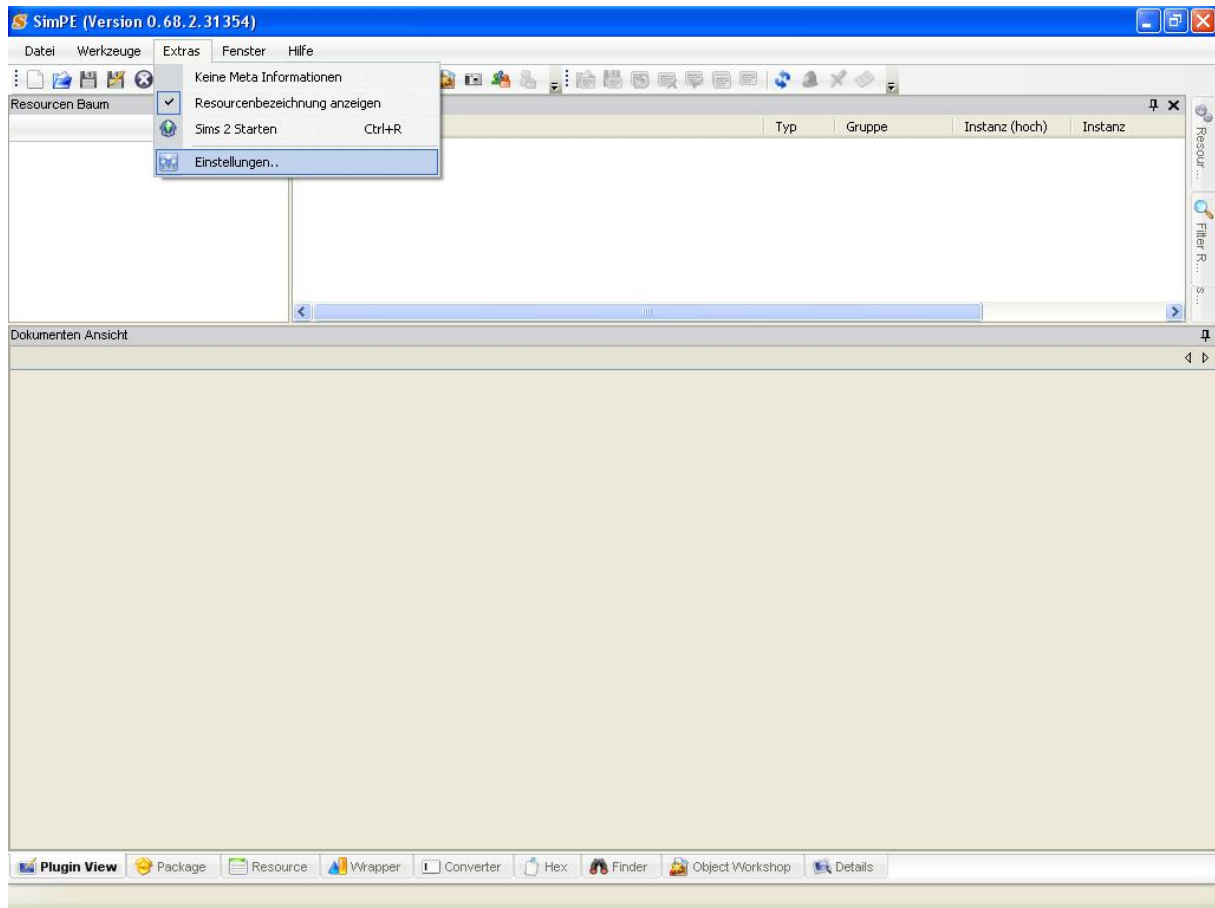 SimPE (Version 0.68.2.31354)
Datei Werkzeuge Extras Fenster Hilfe
Keine Meta Informationen
Resourcenbezeichnung anzeigen
Sims 2 Starten Ctrl+R
Einstellungen..
Resourcen Baum
Typ Gruppe Instanz (hoch) Instanz
Resour...
Filter R...
S...
Dokumenten Ansicht
Plugin View Package Resource Wrapper Converter Hex Finder Object Workshop Details